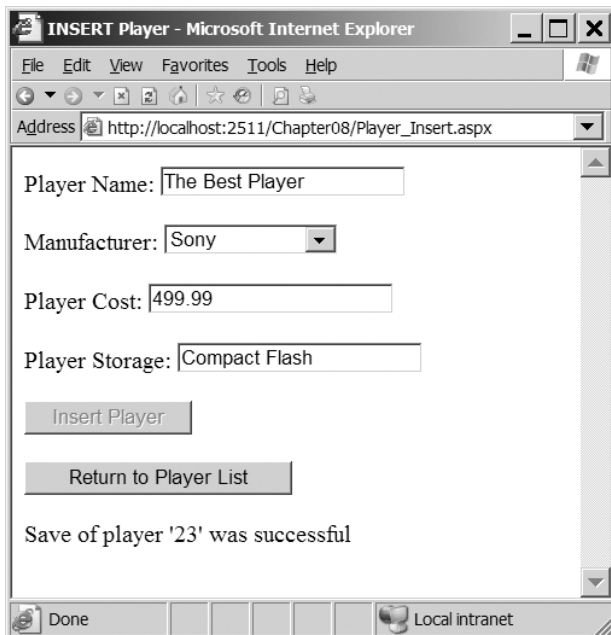 INSERT Player - Microsoft Internet Explorer
File Edit View Favorites Tools Help
Address http://localhost:2511/Chapter08/Player_Insert.aspx
Player Name: The Best Player
Manufacturer: Sony
Player Cost: 499.99
Player Storage: Compact Flash
Insert Player
Return to Player List
Save of player '23' was successful
Done Local intranet